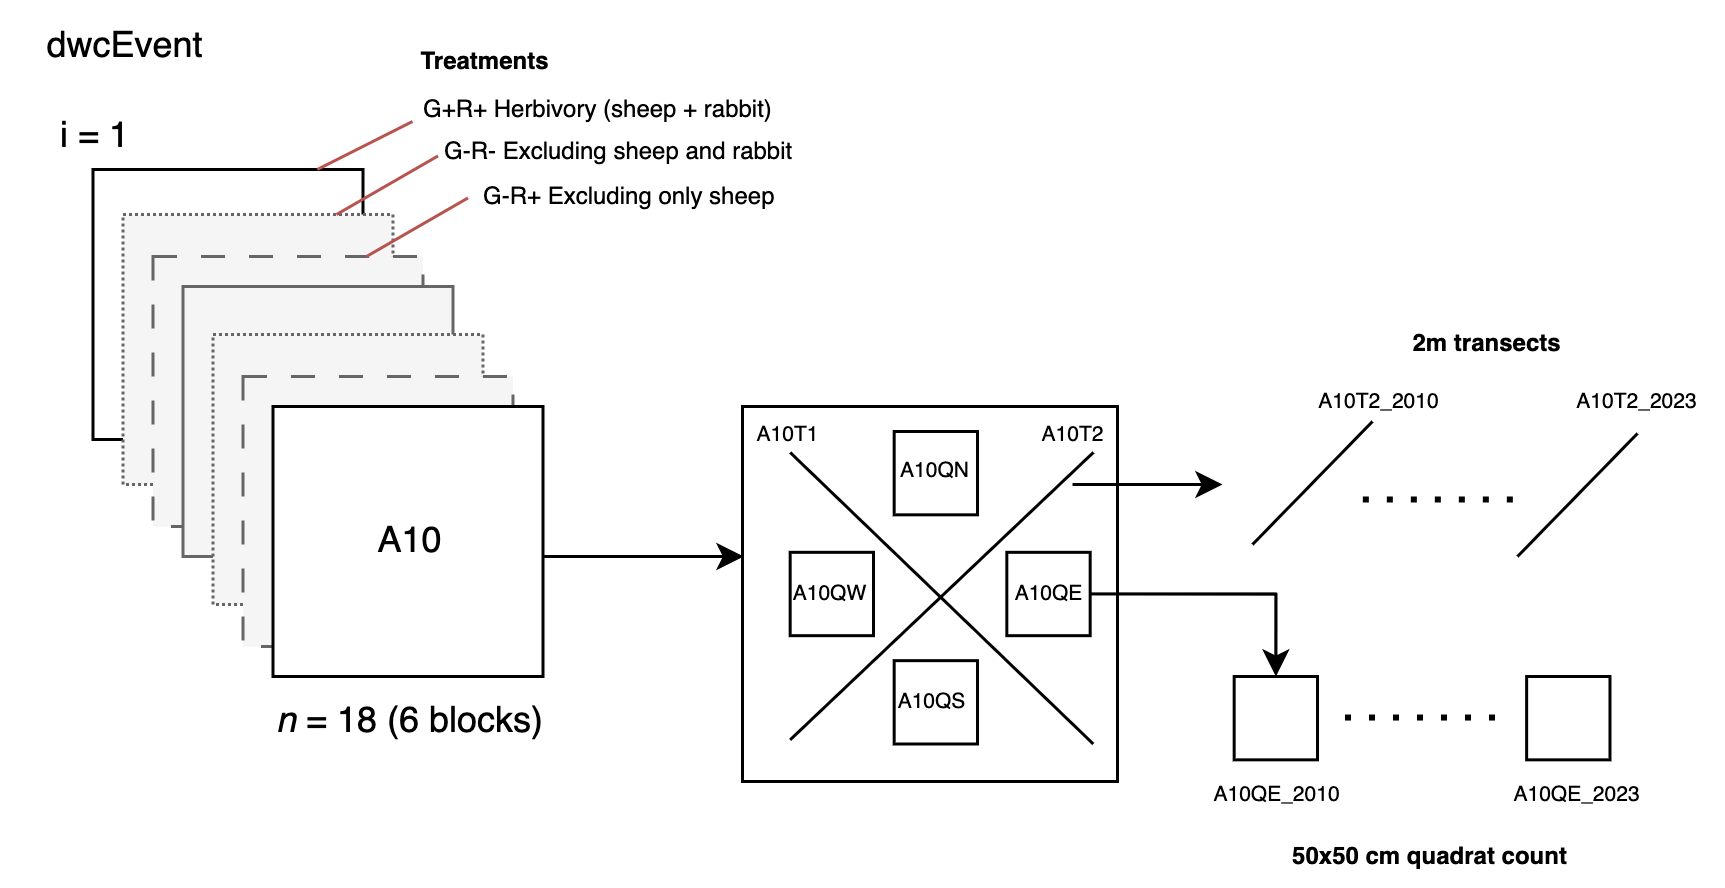 dwcEvent
Treatments
G+R+ Herbivory (sheep + rabbit)
i = 1
G-R- Excluding sheep and rabbit
G-R+ Excluding only sheep
A10
n = 18 (6 blocks)
A10T1
A10T2
A10QN
A10QW
A10QE
A10QS
2m transects
A10T2_2010
A10T2_2023
A10QE_2010
A10QE_2023
50x50 cm quadrat count